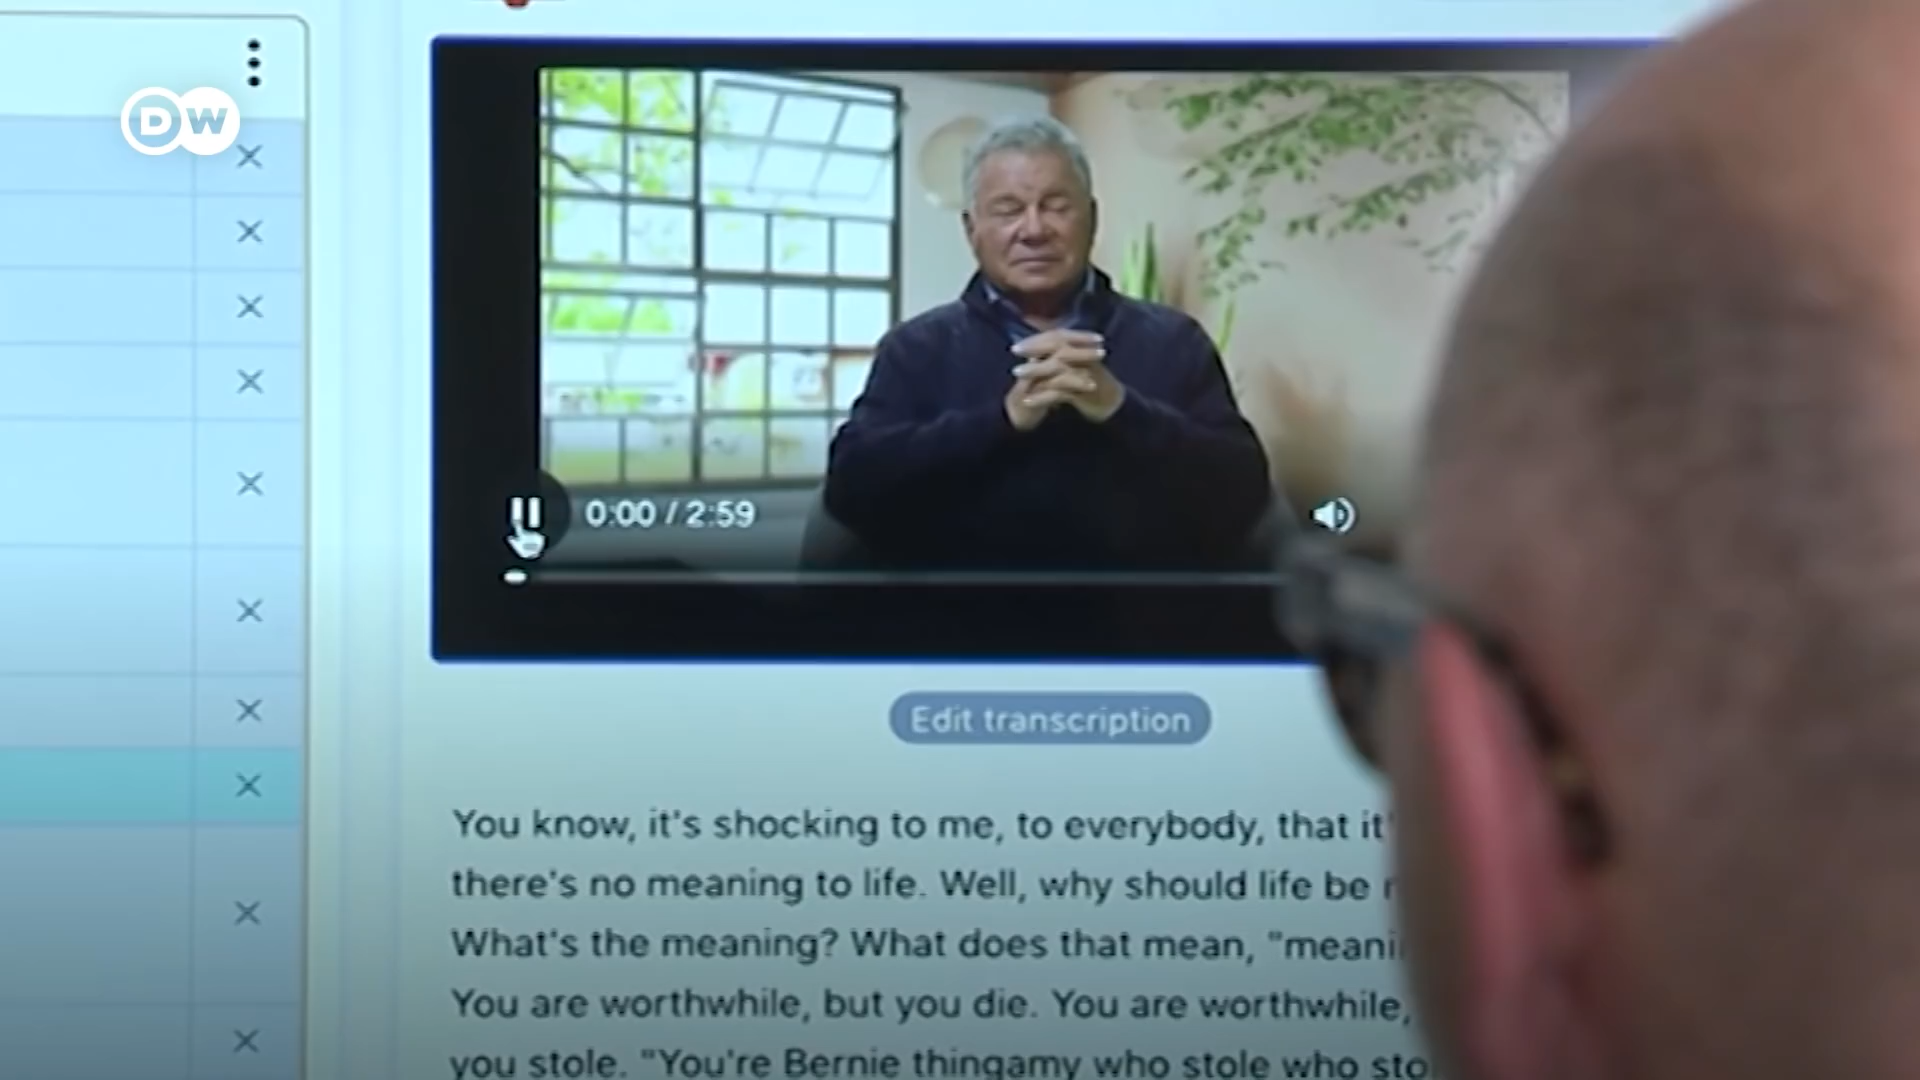 DW
0:00 / 2:59
Edit transcription
You know, it's shocking to me, to everybody, that it'
there's no meaning to life. Well, why should life be
What's the meaning? What does that mean, "meani
You are worthwhile, but you die. You are worthwhile,
you stole. "You're Bernie thingamy who stole who sto